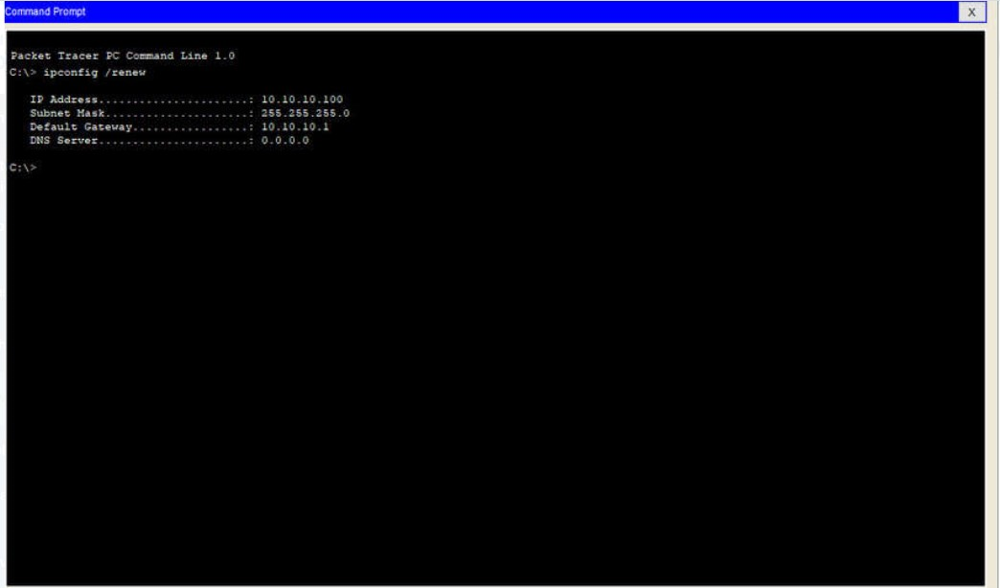 Command Prompt
X
Packet Tracer PC Command Line 1.0
C:\> ipconfig /renew
IP Address......................: 10.10.10.100
Subnet Mask.....................: 255.255.255.0
Default Gateway.................: 10.10.10.1
DNS Server......................: 0.0.0.0
C:\>